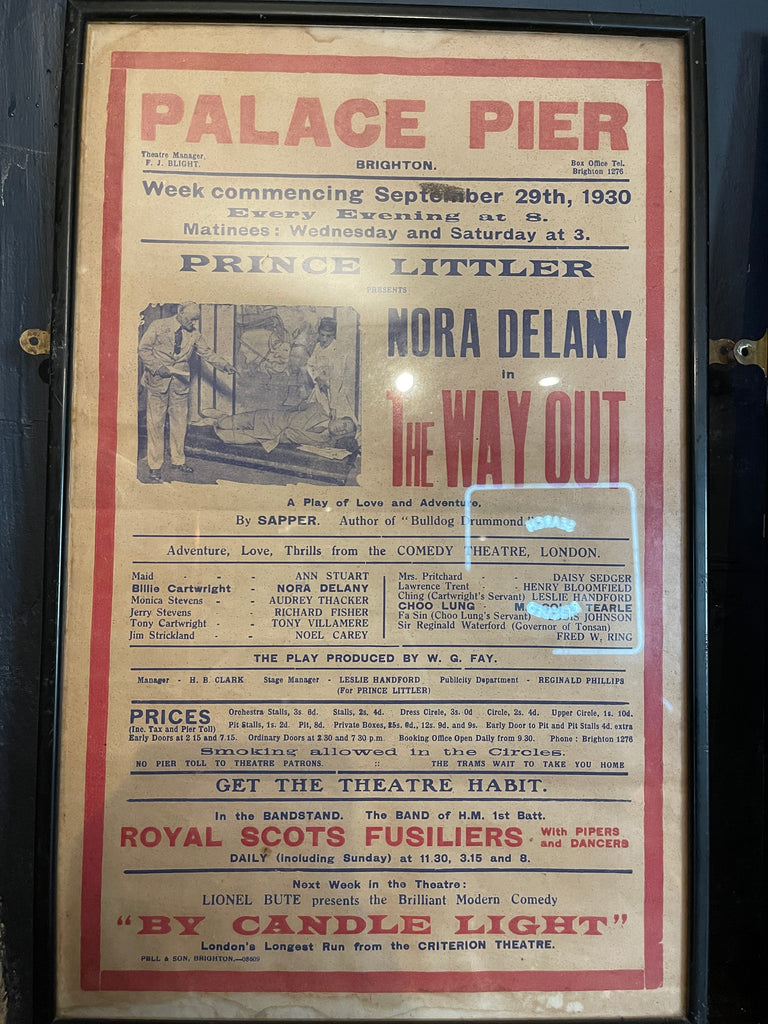 PALACE PIER
Theatre Manager, F. J. BLIGHT.
BRIGHTON.
Box Office Tel. Brighton 1276
Week commencing September 29th, 1930
Every Evening at 8.
Matinees: Wednesday and Saturday at 3.
PRINCE LITTLER
PRESENTS
NORA DELANY
in
THE WAY OUT
A Play of Love and Adventure,
By SAPPER. Author of "Bulldog Drummond"
Adventure, Love, Thrills from the COMEDY THEATRE, LONDON.
Maid - - - ANN STUART
Billie Cartwright - NORA DELANY
Monica Stevens - - AUDREY THACKER
Jerry Stevens - - RICHARD FISHER
Tony Cartwright - - TONY VILLAMERE
Jim Strickland - - NOEL CAREY
Mrs. Pritchard - - DAISY SEDGER
Lawrence Trent - - HENRY BLOOMFIELD
Ching (Cartwright's Servant) LESLIE HANDFORD
CHOO LUNG - TEARLE
Fa Sin (Choo Lung's Servant) JOHNSON
Sir Reginald Waterford (Governor of Tonsan)
FRED W. RING
THE PLAY PRODUCED BY W. G. FAY.
Manager - H. B. CLARK Stage Manager - LESLIE HANDFORD Publicity Department - REGINALD PHILLIPS
(For PRINCE LITTLER)
PRICES
(Inc. Tax and Pier Toll)
Orchestra Stalls, 3s. 6d. Stalls, 2s. 4d. Dress Circle, 3s. 0d Circle, 2s. 4d. Upper Circle, 1s. 10d.
Pit Stalls, 1s. 2d. Pit, 8d. Private Boxes, 25s. 0d., 12s. 9d. and 9s. Early Door to Pit and Pit Stalls 4d. extra
Early Doors at 2 15 and 7.15. Ordinary Doors at 2 30 and 7 30 p.m. Booking Office Open Daily from 9.30. Phone: Brighton 1276
Smoking allowed in the Circles.
NO PIER TOLL TO THEATRE PATRONS. :: THE TRAMS WAIT TO TAKE YOU HOME
GET THE THEATRE HABIT.
In the BANDSTAND. The BAND of H.M. 1st Batt.
ROYAL SCOTS FUSILIERS With PIPERS and DANCERS
DAILY (including Sunday) at 11.30, 3.15 and 8.
Next Week in the Theatre:
LIONEL BUTE presents the Brilliant Modern Comedy
"BY CANDLE LIGHT"
London's Longest Run from the CRITERION THEATRE.
PELL & SON, BRIGHTON.—08609